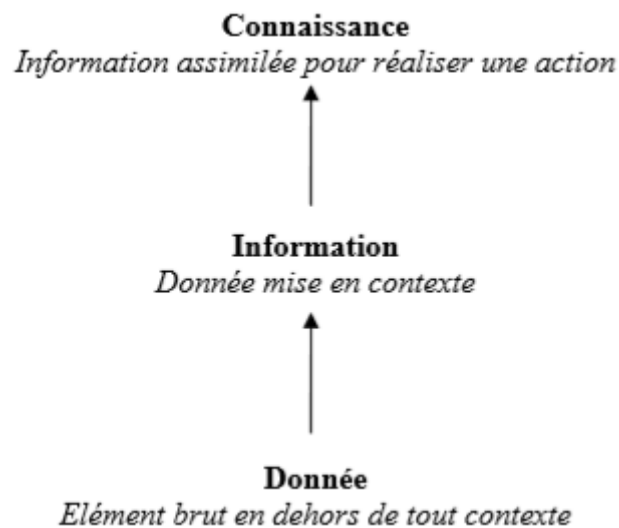 Connaissance
Information assimilée pour réaliser une action
Information
Donnée mise en contexte
Donnée
Elément brut en dehors de tout contexte